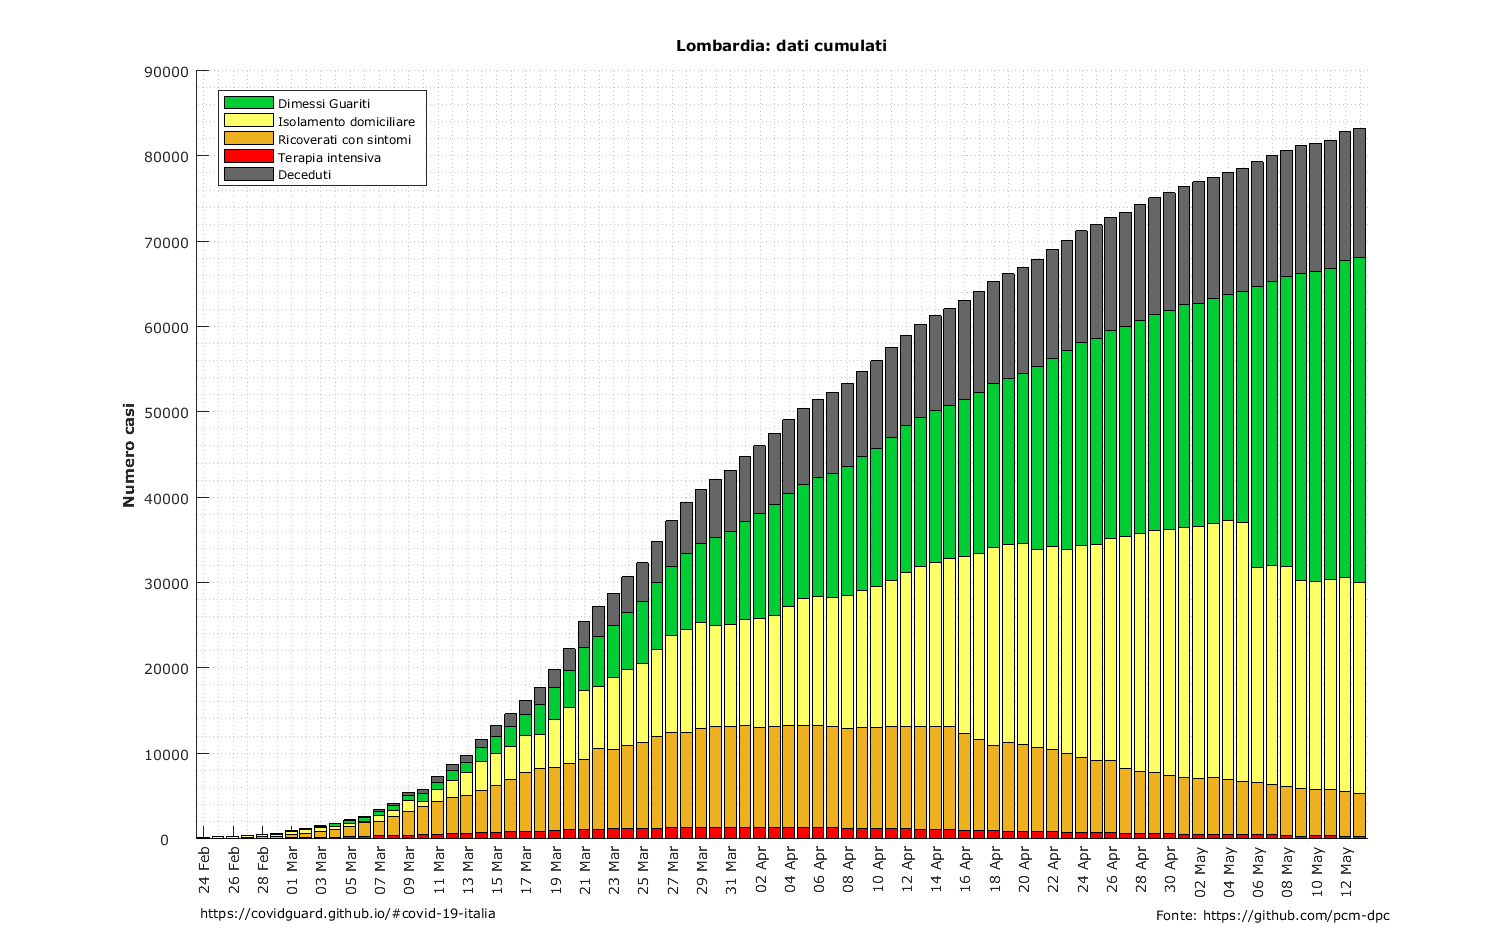 Lombardia: dati cumulati
90000
80000
70000
60000
50000
40000
30000
20000
10000
0
Numero casi
Dimessi Guariti
Isolamento domiciliare
Ricoverati con sintomi
Terapia intensiva
Deceduti
24 Feb
26 Feb
28 Feb
01 Mar
03 Mar
05 Mar
07 Mar
09 Mar
11 Mar
13 Mar
15 Mar
17 Mar
19 Mar
21 Mar
23 Mar
25 Mar
27 Mar
29 Mar
31 Mar
02 Apr
04 Apr
06 Apr
08 Apr
10 Apr
12 Apr
14 Apr
16 Apr
18 Apr
20 Apr
22 Apr
24 Apr
26 Apr
28 Apr
30 Apr
02 May
04 May
06 May
08 May
10 May
12 May
https://covidguard.github.io/#covid-19-italia
Fonte: https://github.com/pcm-dpc